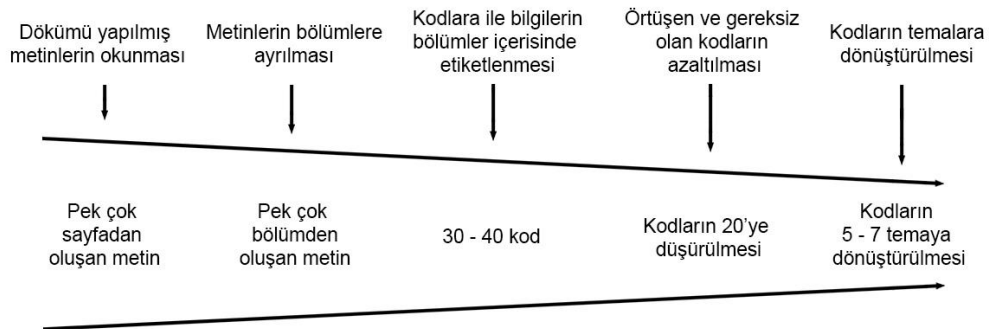 Dökümü yapılmış
metinlerin okunması
Metinlerin bölümlere
ayrılması
Kodlara ile bilgilerin
bölümler içerisinde
etiketlenmesi
Örtüşen ve gereksiz
olan kodların
azaltılması
Kodların temalara
dönüştürülmesi
Pek çok
sayfadan
oluşan metin
Pek çok
bölümden
oluşan metin
30 - 40 kod
Kodların 20’ye
düşürülmesi
Kodların
5 - 7 temaya
dönüştürülmesi